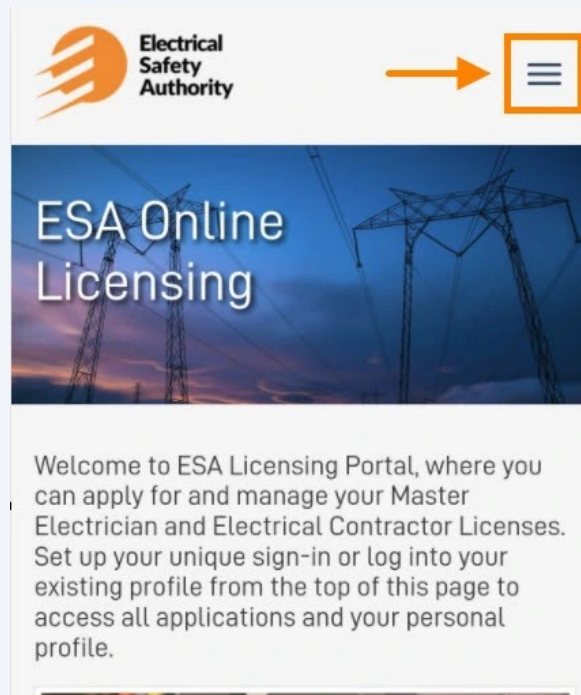 Electrical
Safety
Authority
ESA Online
Licensing
Welcome to ESA Licensing Portal, where you
can apply for and manage your Master
Electrician and Electrical Contractor Licenses.
Set up your unique sign-in or log into your
existing profile from the top of this page to
access all applications and your personal
profile.